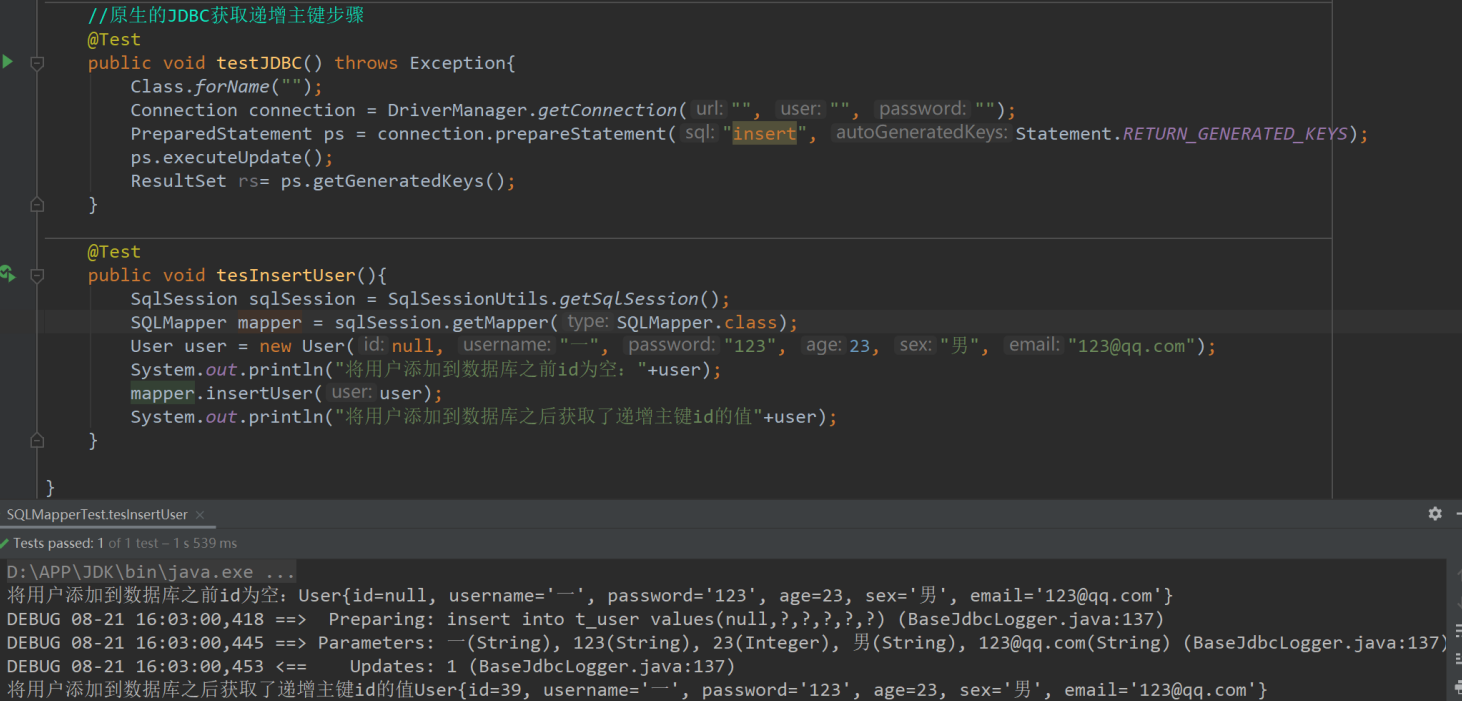 //原生的JDBC获取递增主键步骤
@Test
public void testJDBC() throws Exception{
Class.forName("");
Connection connection = DriverManager.getConnection( url: "", user: "", password: "");
PreparedStatement ps = connection.prepareStatement( sql: "insert", autoGeneratedKeys: Statement.RETURN_GENERATED_KEYS);
ps.executeUpdate();
ResultSet rs= ps.getGeneratedKeys();
}
@Test
public void tesInsertUser(){
SqlSession sqlSession = SqlSessionUtils.getSqlSession();
SQLMapper mapper = sqlSession.getMapper( type: SQLMapper.class);
User user = new User( id: null, username: "一", password: "123", age: 23, sex: "男", email: "123@qq.com");
System.out.println("将用户添加到数据库之前id为空："+user);
mapper.insertUser( user: user);
System.out.println("将用户添加到数据库之后获取了递增主键id的值"+user);
}
}
SQLMapperTest.tesInsertUser ×
Tests passed: 1 of 1 test – 1 s 539 ms
D:\APP\JDK\bin\java.exe ...
将用户添加到数据库之前id为空：User{id=null, username='一', password='123', age=23, sex='男', email='123@qq.com'}
DEBUG 08-21 16:03:00,418 ==>  Preparing: insert into t_user values(null,?,?,?,?,?) (BaseJdbcLogger.java:137)
DEBUG 08-21 16:03:00,445 ==> Parameters: 一(String), 123(String), 23(Integer), 男(String), 123@qq.com(String) (BaseJdbcLogger.java:137)
DEBUG 08-21 16:03:00,453 <==    Updates: 1 (BaseJdbcLogger.java:137)
将用户添加到数据库之后获取了递增主键id的值User{id=39, username='一', password='123', age=23, sex='男', email='123@qq.com'}